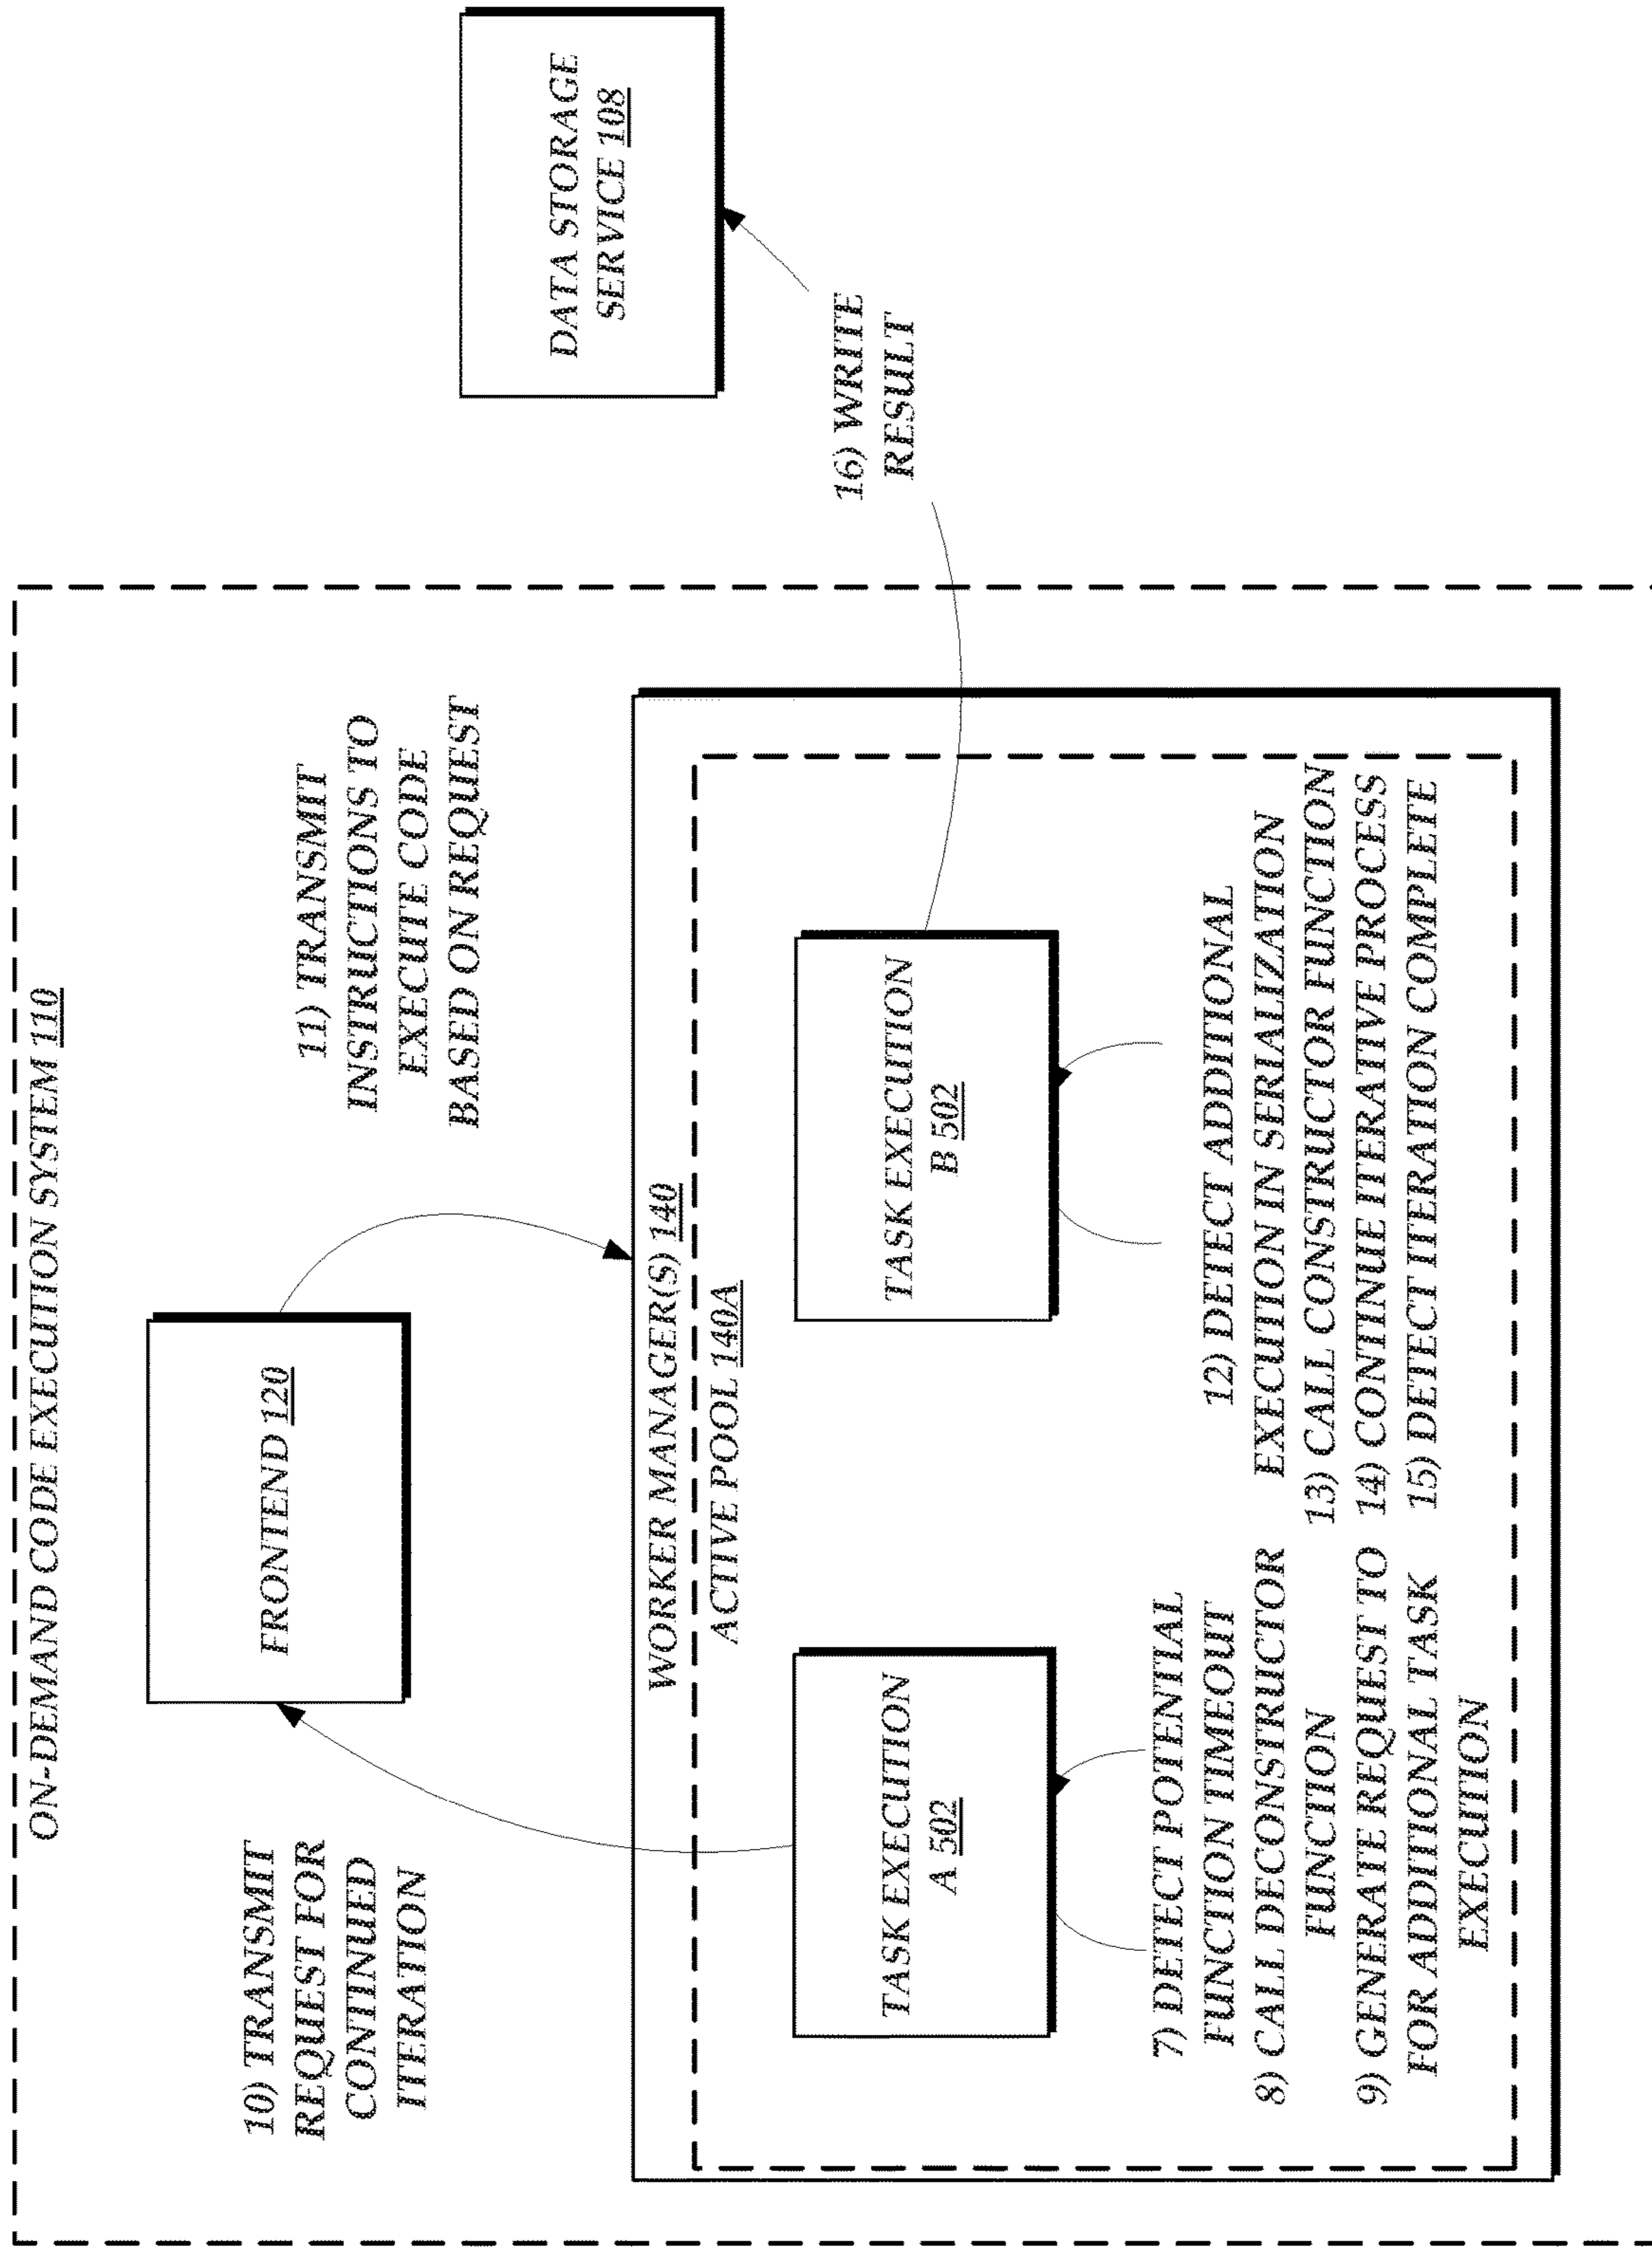 ON-DEMAND CODE EXECUTION SYSTEM 110
10) TRANSMIT
REQUEST FOR
CONTINUED
ITERATION
FRONTEND 120
11) TRANSMIT
INSTRUCTIONS TO
EXECUTE CODE
BASED ON REQUEST
DATA STORAGE
SERVICE 108
WORKER MANAGER(S) 140
ACTIVE POOL 140A
TASK EXECUTION
A 502
TASK EXECUTION
B 502
16) WRITE
RESULT
7) DETECT POTENTIAL
FUNCTION TIMEOUT
8) CALL DECONSTRUCTOR
FUNCTION
9) GENERATE REQUEST TO
FOR ADDITIONAL TASK
EXECUTION
12) DETECT ADDITIONAL
EXECUTION IN SERIALIZATION
13) CALL CONSTRUCTOR FUNCTION
14) CONTINUE ITERATIVE PROCESS
15) DETECT ITERATION COMPLETE